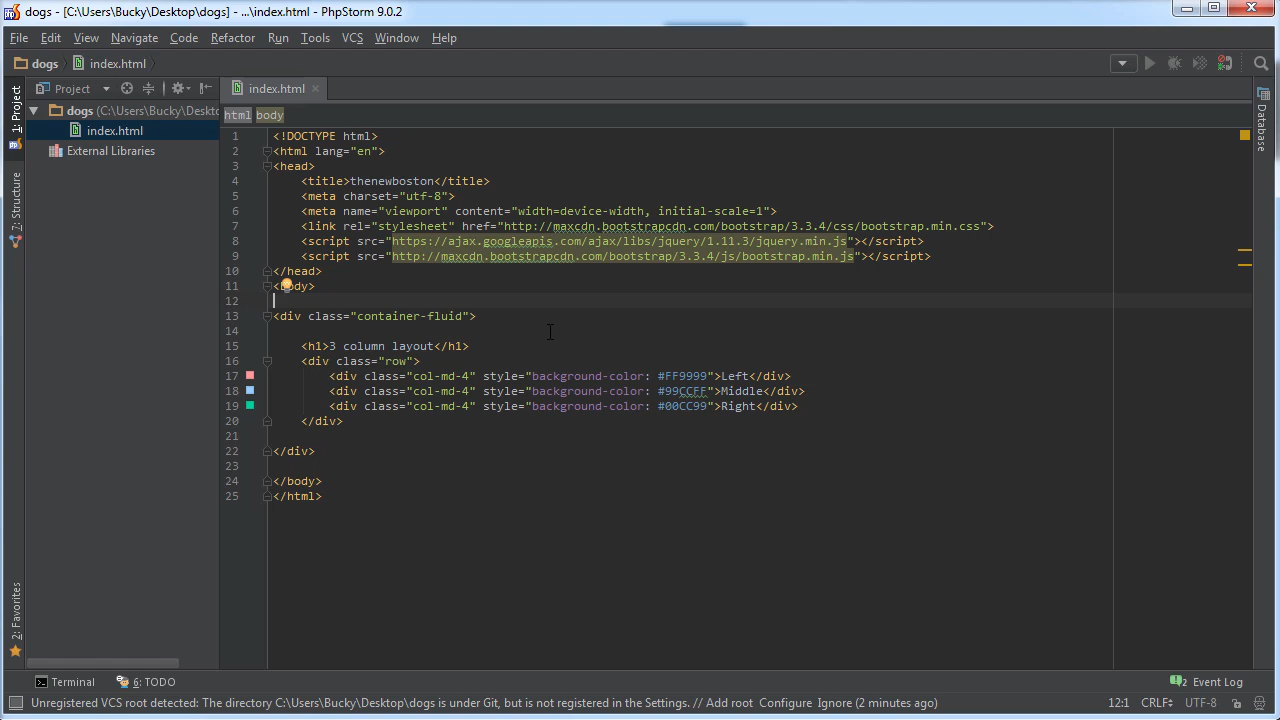 dogs - [C:\Users\Bucky\Desktop\dogs] - ...\index.html - PhpStorm 9.0.2
File Edit View Navigate Code Refactor Run Tools VCS Window Help
dogs index.html
1: Project
7: Structure
2: Favorites
Project
dogs (C:\Users\Bucky\Deskto
index.html
External Libraries
index.html
html body
1 <!DOCTYPE html>
2 <html lang="en">
3 <head>
4 <title>thenewboston</title>
5 <meta charset="utf-8">
6 <meta name="viewport" content="width=device-width, initial-scale=1">
7 <link rel="stylesheet" href="http://maxcdn.bootstrapcdn.com/bootstrap/3.3.4/css/bootstrap.min.css">
8 <script src="https://ajax.googleapis.com/ajax/libs/jquery/1.11.3/jquery.min.js"></script>
9 <script src="http://maxcdn.bootstrapcdn.com/bootstrap/3.3.4/js/bootstrap.min.js"></script>
10 </head>
11 <body>
12
13 <div class="container-fluid">
14
15 <h1>3 column layout</h1>
16 <div class="row">
17 <div class="col-md-4" style="background-color: #FF9999">Left</div>
18 <div class="col-md-4" style="background-color: #99CCFF">Middle</div>
19 <div class="col-md-4" style="background-color: #00CC99">Right</div>
20 </div>
21
22 </div>
23
24 </body>
25 </html>
Database
Terminal 6: TODO 2 Event Log
Unregistered VCS root detected: The directory C:\Users\Bucky\Desktop\dogs is under Git, but is not registered in the Settings. // Add root Configure Ignore (2 minutes ago) 12:1 CRLF UTF-8